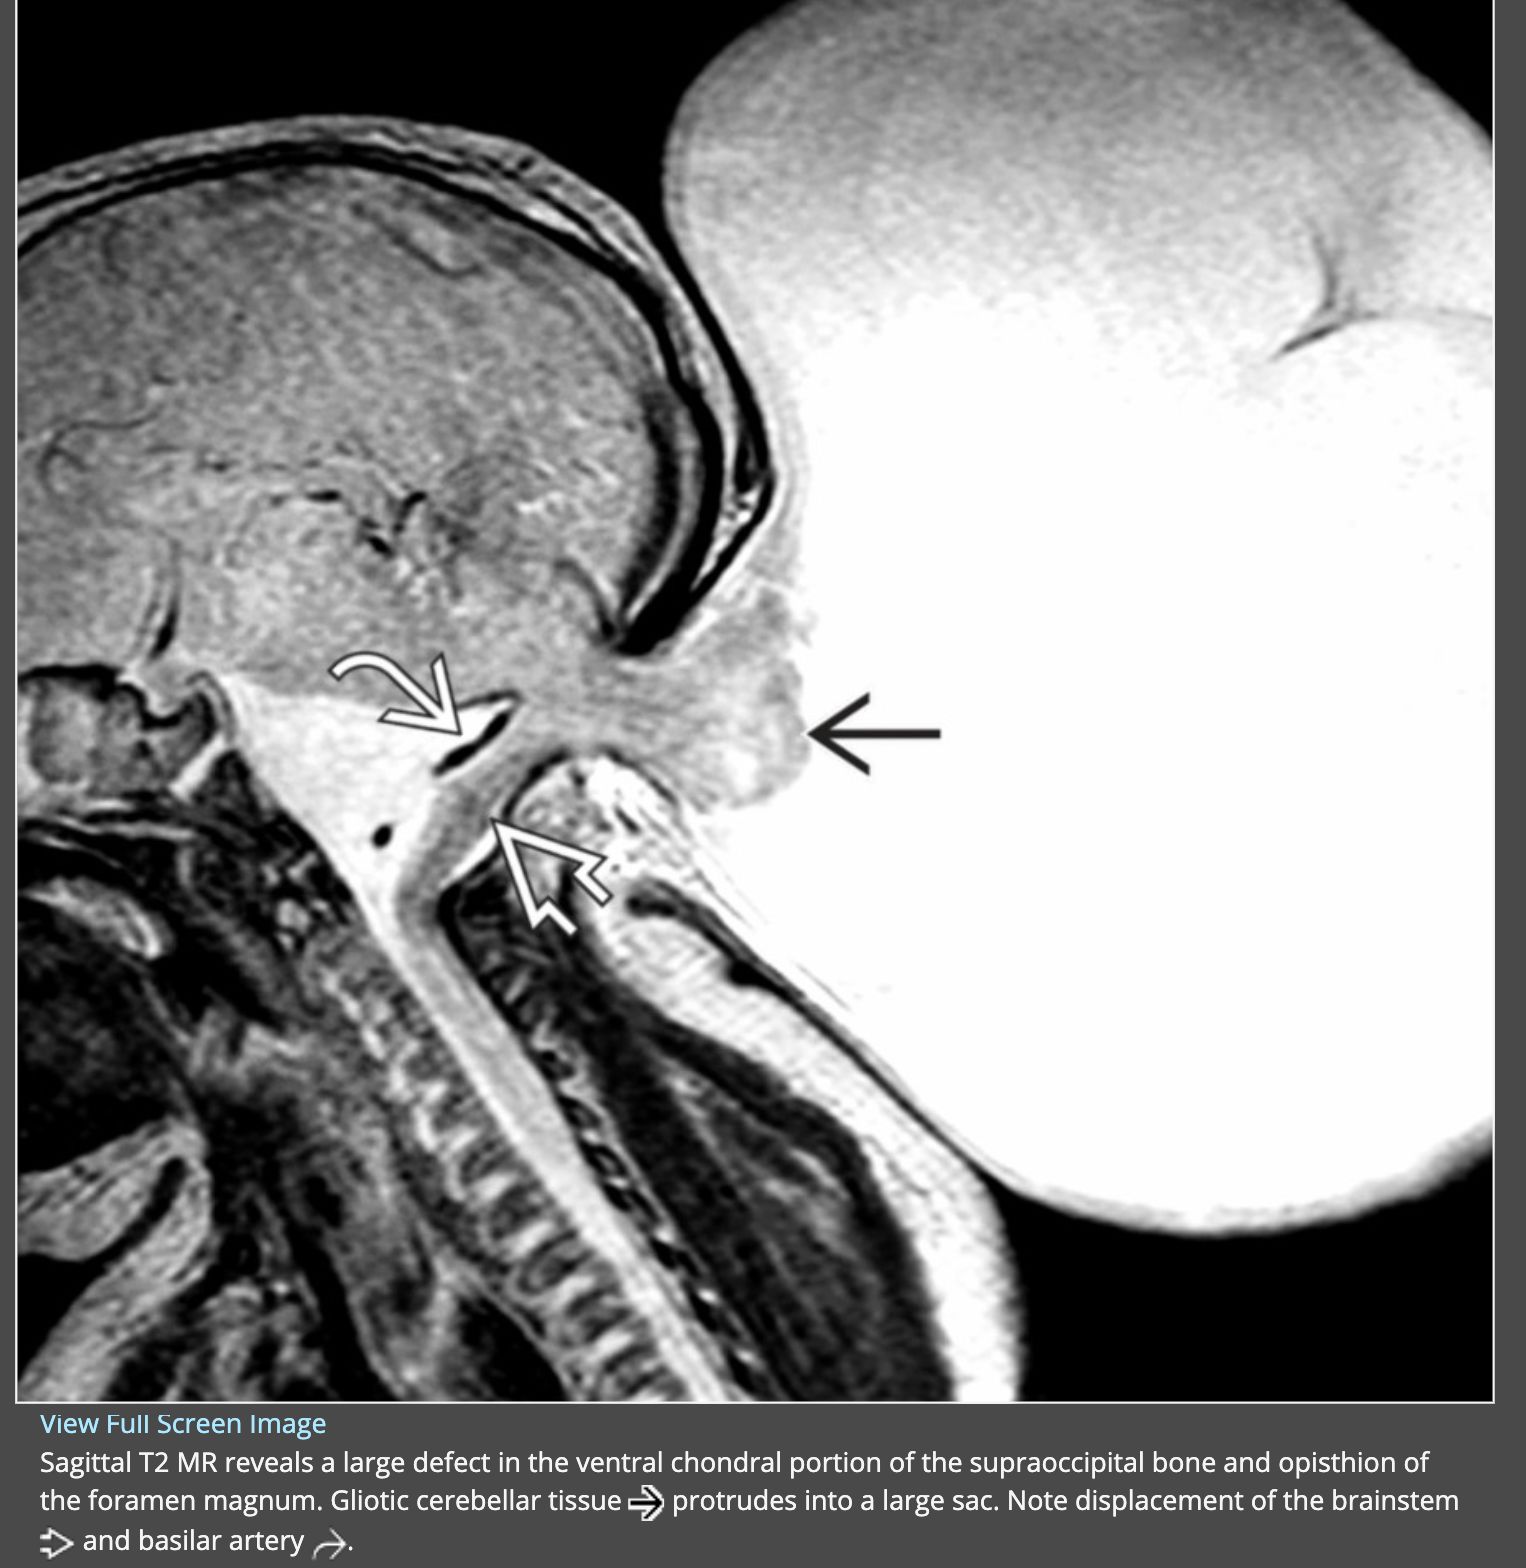 View Full Screen Image
Sagittal T2 MR reveals a large defect in the ventral chondral portion of the supraoccipital bone and opisthion of
the foramen magnum. Gliotic cerebellar tissue protrudes into a large sac. Note displacement of the brainstem
and basilar artery .